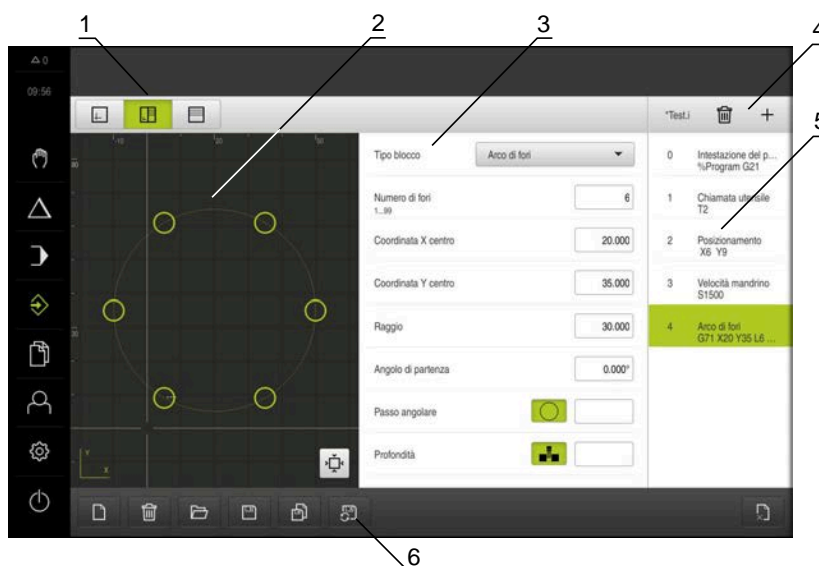 1
2
3
4
△ 0
09:56
*Test.i
5
Tipo blocco
Arco di fori
0
Intestazione del p...
%Program G21
Numero di fori
1...99
6
1
Chiamata utensile
T2
Coordinata X centro
20.000
2
Posizionamento
X6 Y9
Coordinata Y centro
35.000
3
Velocità mandrino
S1500
Raggio
30.000
4
Arco di fori
G71 X20 Y35 L6 ...
Angolo di partenza
0.000°
Passo angolare
Profondità
Y
X
6